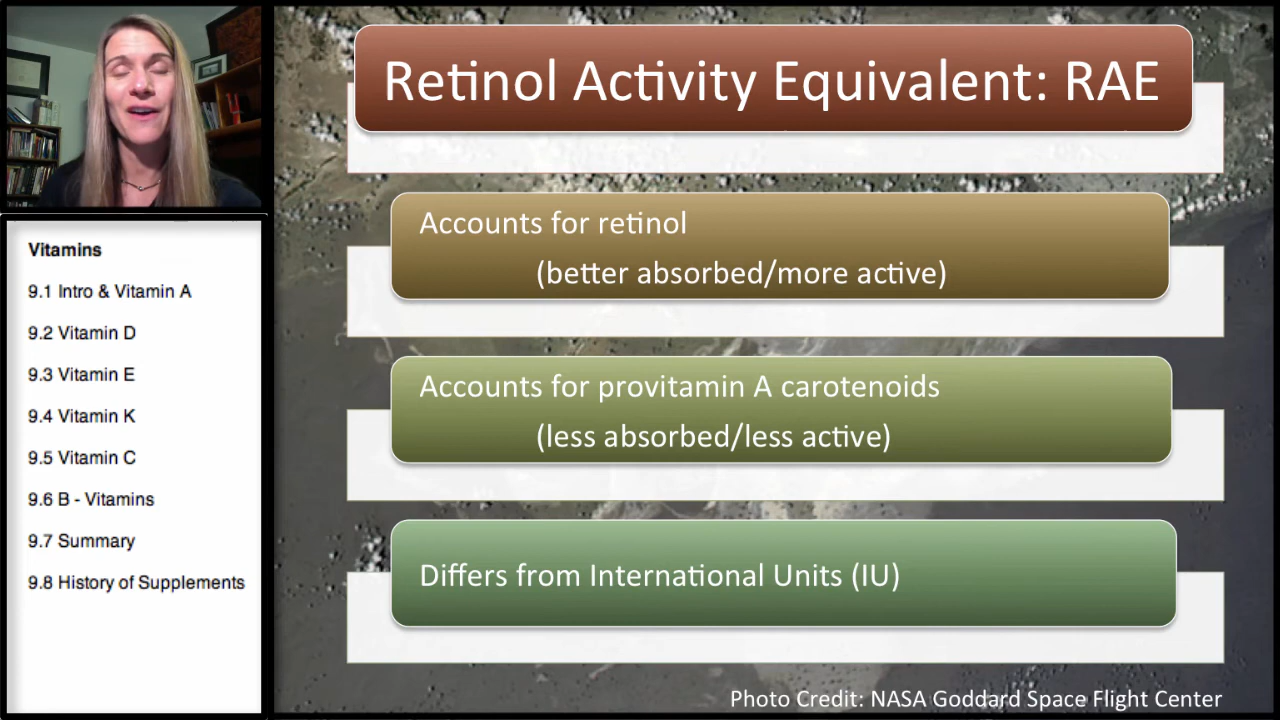 Retinol Activity Equivalent: RAE
Accounts for retinol
(better absorbed/more active)
Accounts for provitamin A carotenoids
(less absorbed/less active)
Differs from International Units (IU)
Photo Credit: NASA Goddard Space Flight Center
Vitamins
9.1 Intro & Vitamin A
9.2 Vitamin D
9.3 Vitamin E
9.4 Vitamin K
9.5 Vitamin C
9.6 B - Vitamins
9.7 Summary
9.8 History of Supplements